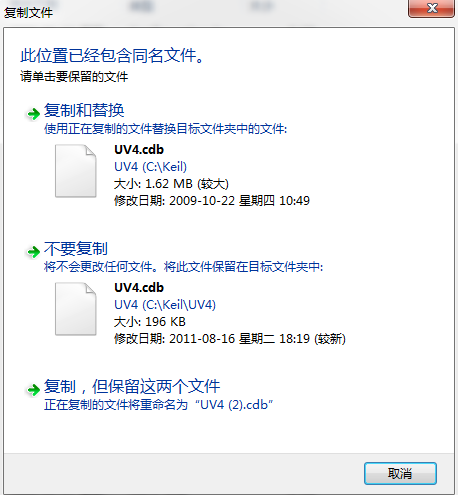 复制文件
此位置已经包含同名文件。
请单击要保留的文件
复制和替换
使用正在复制的文件替换目标文件夹中的文件:
UV4.cdb
UV4 (C:\Keil)
大小: 1.62 MB (较大)
修改日期: 2009-10-22 星期四 10:49
不要复制
将不会更改任何文件。将此文件保留在目标文件夹中:
UV4.cdb
UV4 (C:\Keil\UV4)
大小: 196 KB
修改日期: 2011-08-16 星期二 18:19 (较新)
复制，但保留这两个文件
正在复制的文件将重命名为“UV4 (2).cdb”
取消